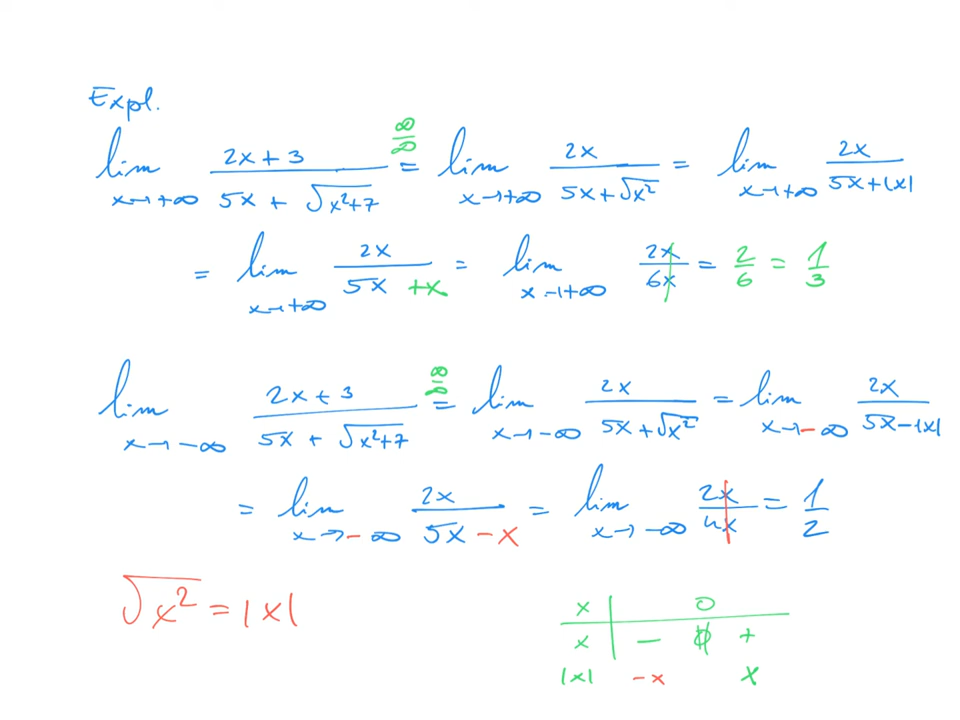 Expl.
lim x→+∞ (2x+3)/(5x+√(x²+7)) =^{∞/∞} lim x→+∞ 2x/(5x+√x²) = lim x→+∞ 2x/(5x+|x|)
= lim x→+∞ 2x/(5x+x) = lim x→+∞ 2x/6x = 2/6 = 1/3
lim x→-∞ (2x+3)/(5x+√(x²+7)) =^{∞/∞} lim x→-∞ 2x/(5x+√x²) = lim x→-∞ 2x/(5x-|x|)
= lim x→-∞ 2x/(5x-x) = lim x→-∞ 2x/4x = 1/2
√x² = |x|
x | 0
x | - 0 +
|x| -x x